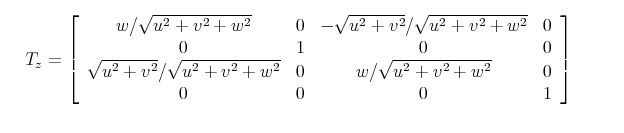 w/√(u² + v² + w²) 0 −√(u² + v²)/√(u² + v² + w²) 0
T_z = 0 1 0 0
√(u² + v²)/√(u² + v² + w²) 0 w/√(u² + v² + w²) 0
0 0 0 1